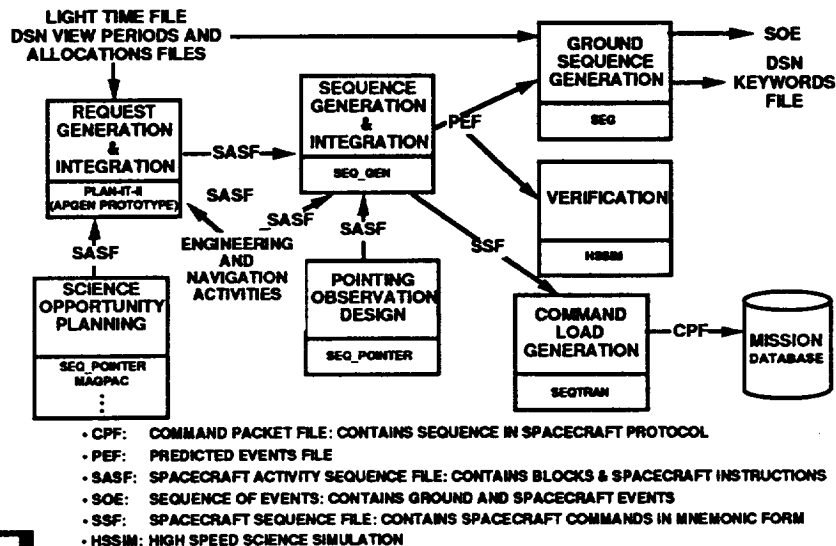 LIGHT TIME FILE
DSN VIEW PERIODS AND
ALLOCATIONS FILES
GROUND
SEQUENCE
GENERATION
SEG
SOE
DSN
KEYWORDS
FILE
REQUEST
GENERATION
&
INTEGRATION
PLAN-IT-II
(APGEN PROTOTYPE)
SASF
SEQUENCE
GENERATION
&
INTEGRATION
SEQ_GEN
PEF
VERIFICATION
HSSIM
SASF
SASF
_SASF
SASF
ENGINEERING
AND
NAVIGATION
ACTIVITIES
SSF
SCIENCE
OPPORTUNITY
PLANNING
SEQ_POINTER
MAGPAC
POINTING
OBSERVATION
DESIGN
SEQ_POINTER
COMMAND
LOAD
GENERATION
SEQTRAN
CPF
MISSION
DATABASE
• CPF: COMMAND PACKET FILE: CONTAINS SEQUENCE IN SPACECRAFT PROTOCOL
• PEF: PREDICTED EVENTS FILE
• SASF: SPACECRAFT ACTIVITY SEQUENCE FILE: CONTAINS BLOCKS & SPACECRAFT INSTRUCTIONS
• SOE: SEQUENCE OF EVENTS: CONTAINS GROUND AND SPACECRAFT EVENTS
• SSF: SPACECRAFT SEQUENCE FILE: CONTAINS SPACECRAFT COMMANDS IN MNEMONIC FORM
• HSSIM: HIGH SPEED SCIENCE SIMULATION